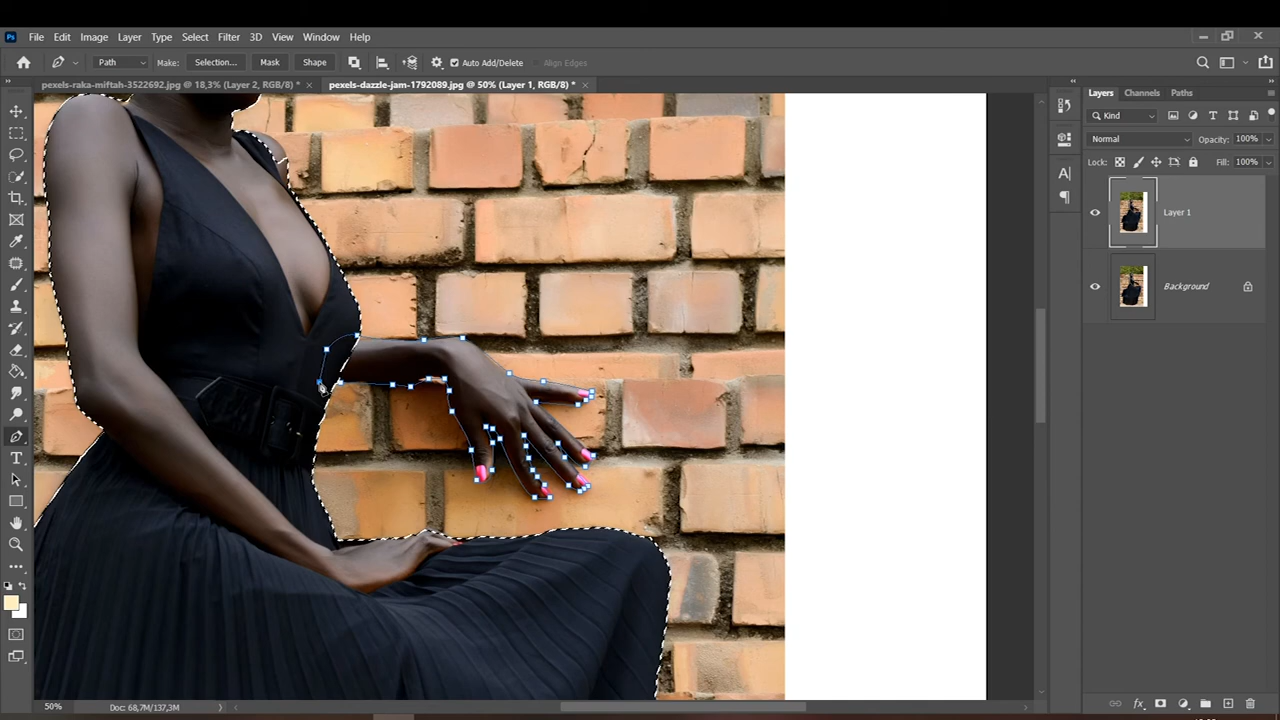 Ps File Edit Image Layer Type Select Filter 3D View Window Help
Path Make: Selection... Mask Shape Auto Add/Delete Align Edges
pexels-raka-miftah-3522692.jpg @ 18,3% (Layer 2, RGB/8) * × pexels-dazzle-jam-1792089.jpg @ 50% (Layer 1, RGB/8) * ×
Layers Channels Paths
Kind
Normal Opacity: 100%
Lock: Fill: 100%
Layer 1
Background
50% Doc: 68,7M/137,3M